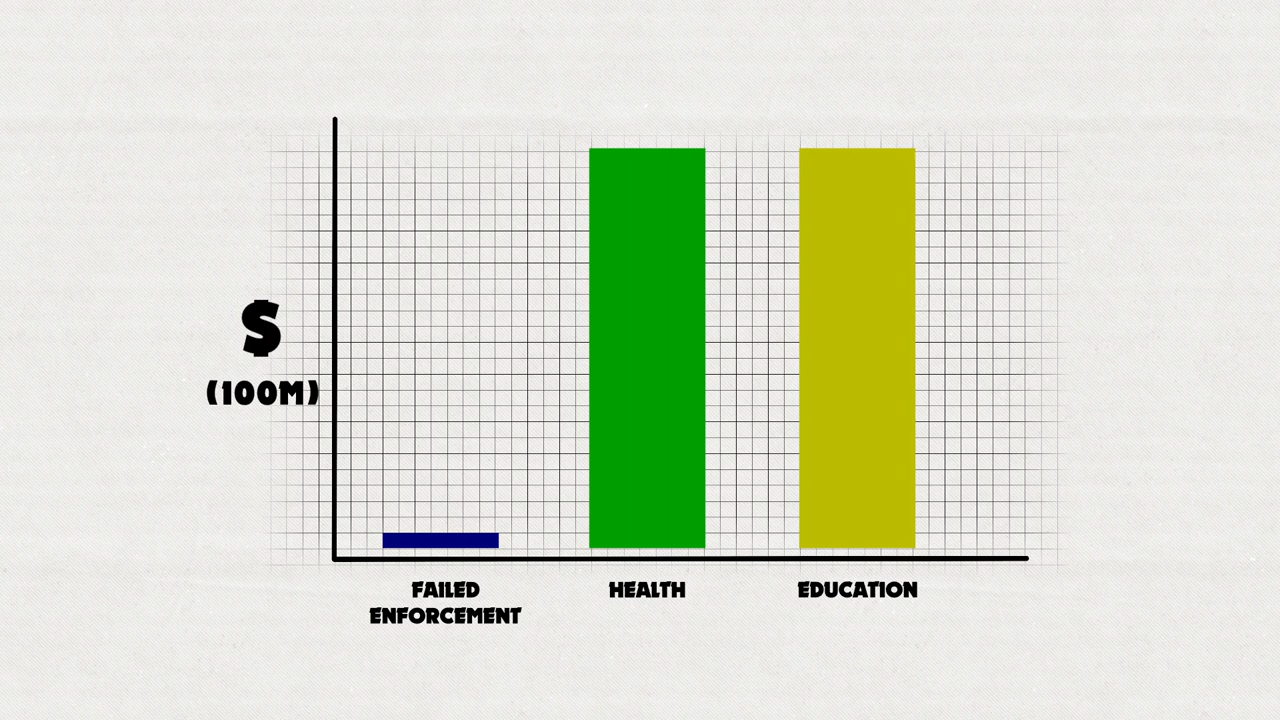 $
(100M)
FAILED
ENFORCEMENT
HEALTH
EDUCATION